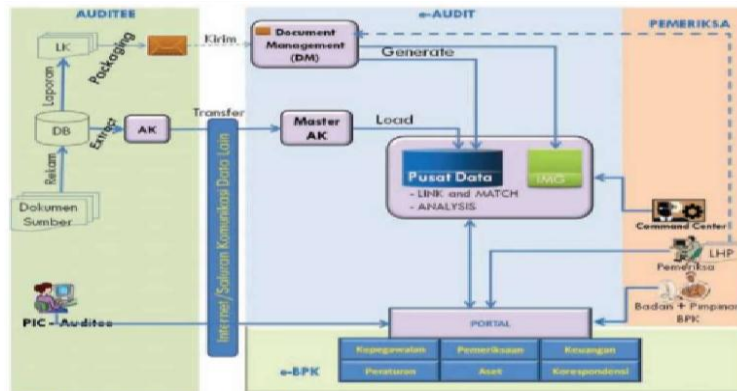 AUDITEE
e-AUDIT
PEMERIKSA
LK
Packaging
Kirim
Document
Management
(DM)
Generate
Laporan
DB
Extract
AK
Transfer
Master
AK
Load
Rekam
Dokumen
Sumber
Internet/Saluran Komunikasi Data Lain
Pusat Data
IMG
- LINK and MATCH
- ANALYSIS
Command Center
LHP
Pemeriksa
Badan + Pimpinan
BPK
PIC - Auditee
PORTAL
e-BPK
Kepegawaian
Pemeriksaan
Keuangan
Peraturan
Aset
Korespondensi